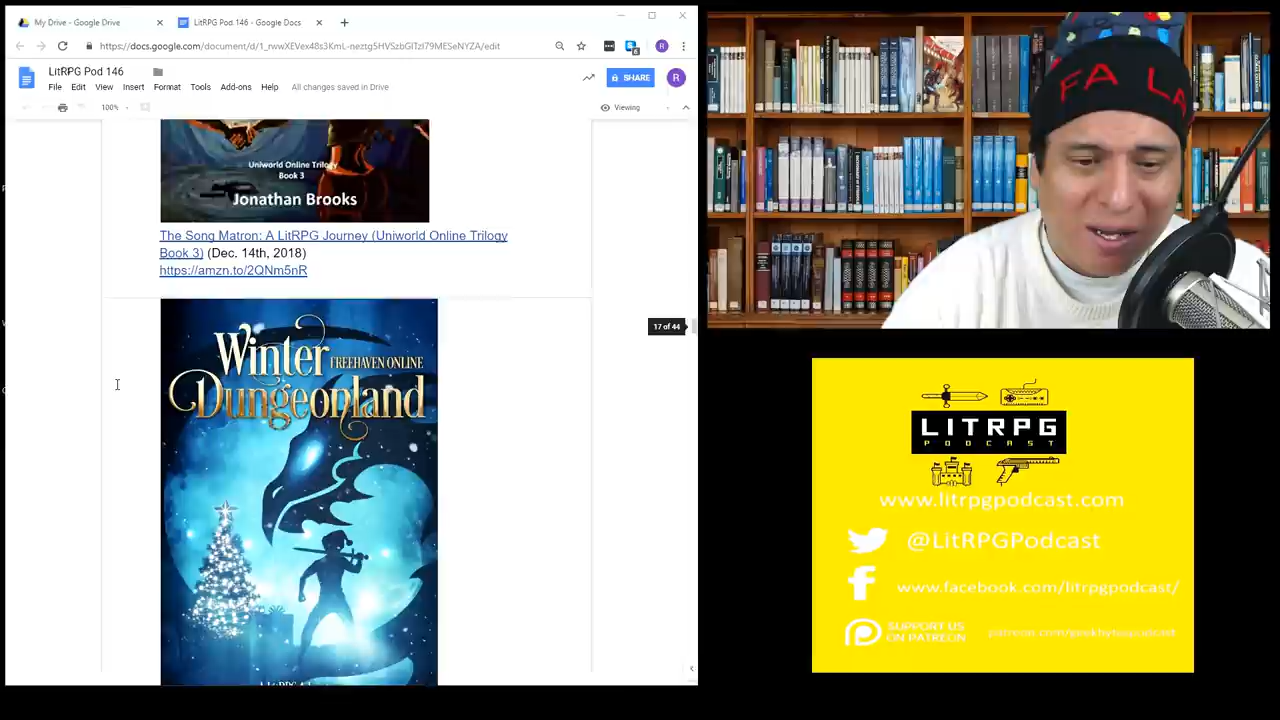 My Drive - Google Drive
LitRPG Pod 146 - Google Docs
https://docs.google.com/document/d/1_rwwXEVex48s3KmL-neztg5HVSzbGITzI79MESeNYZA/edit
R
LitRPG Pod 146
SHARE
R
File Edit View Insert Format Tools Add-ons Help All changes saved in Drive
100%
Viewing
Uniworld Online Trilogy
Book 3
Jonathan Brooks
The Song Matron: A LitRPG Journey (Uniworld Online Trilogy
Book 3) (Dec. 14th, 2018)
https://amzn.to/2QNm5nR
17 of 44
Winter
FREEHAVEN ONLINE
Dungeonland
FA LA
LITRPG
PODCAST
www.litrpgpodcast.com
@LitRPGPodcast
www.facebook.com/litrpgpodcast/
SUPPORT US
ON PATREON